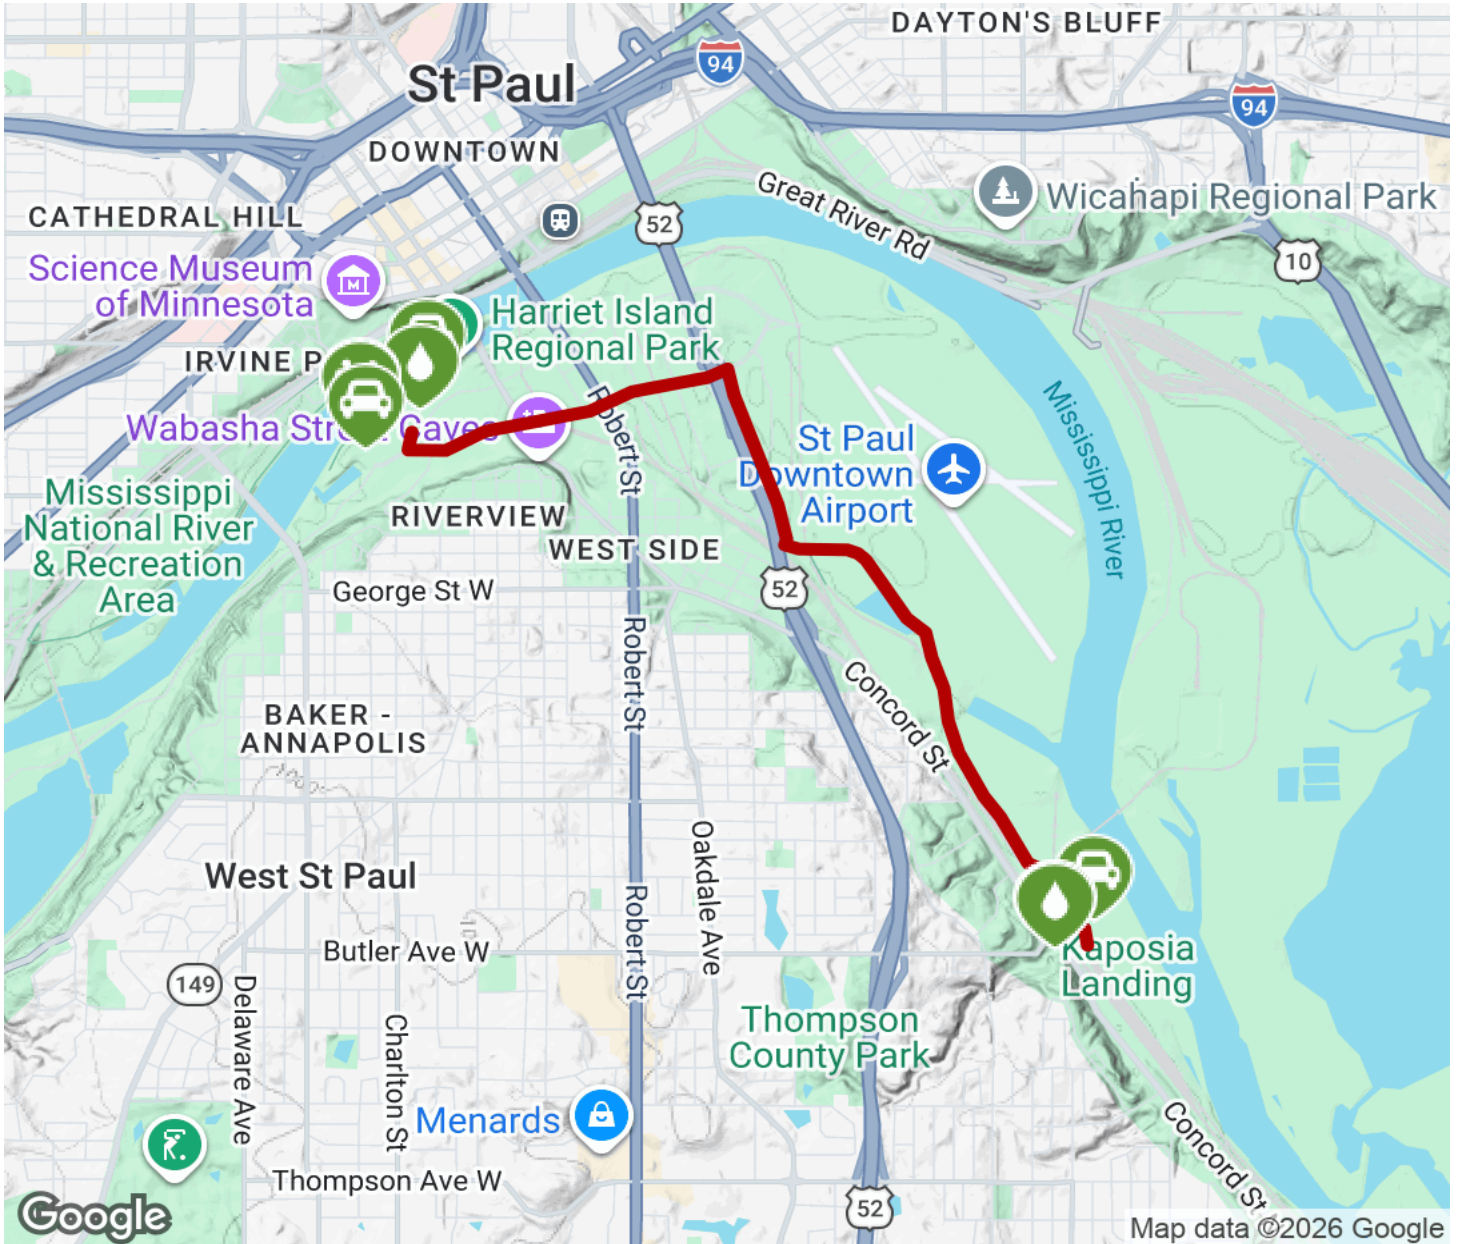 DAYTON'S BLUFF
94
St Paul
94
DOWNTOWN
Great River Rd
Wicahapi Regional Park
CATHEDRAL HILL
52
10
Science Museum
of Minnesota
Harriet Island
Regional Park
IRVINE P
Mississippi River
Robert St
Wabasha Street Caves
St Paul
Downtown
Airport
Mississippi
National River
& Recreation
Area
RIVERVIEW
WEST SIDE
George St W
52
Robert St
Concord St
BAKER -
ANNAPOLIS
Oakdale Ave
West St Paul
Robert St
Butler Ave W
Kaposia
Landing
149
Delaware Ave
Charlton St
Thompson
County Park
Menards
Concord St
Thompson Ave W
52
Google
Map data ©2026 Google